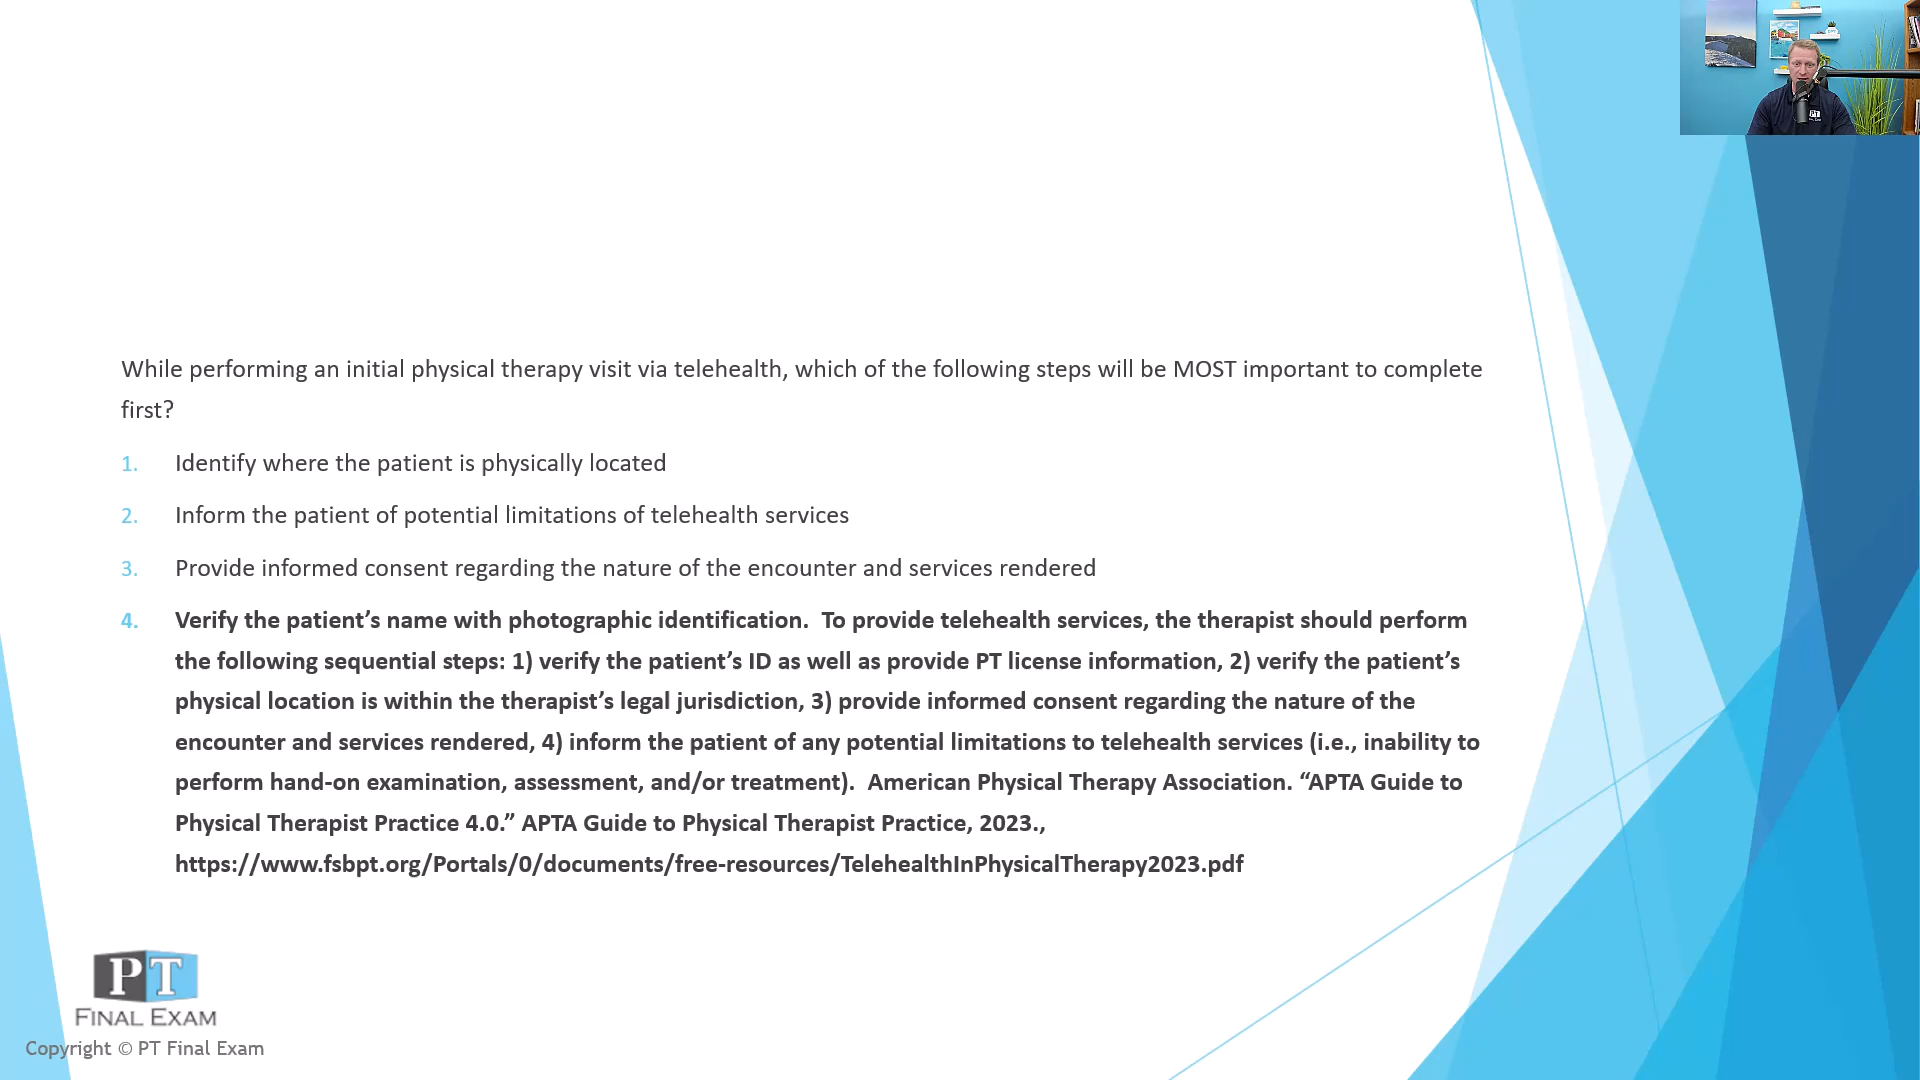 While performing an initial physical therapy visit via telehealth, which of the following steps will be MOST important to complete
first?
1. Identify where the patient is physically located
2. Inform the patient of potential limitations of telehealth services
3. Provide informed consent regarding the nature of the encounter and services rendered
4. Verify the patient’s name with photographic identification.  To provide telehealth services, the therapist should perform
the following sequential steps: 1) verify the patient’s ID as well as provide PT license information, 2) verify the patient’s
physical location is within the therapist’s legal jurisdiction, 3) provide informed consent regarding the nature of the
encounter and services rendered, 4) inform the patient of any potential limitations to telehealth services (i.e., inability to
perform hand-on examination, assessment, and/or treatment).  American Physical Therapy Association. “APTA Guide to
Physical Therapist Practice 4.0.” APTA Guide to Physical Therapist Practice, 2023.,
https://www.fsbpt.org/Portals/0/documents/free-resources/TelehealthInPhysicalTherapy2023.pdf
PT
FINAL EXAM
Copyright © PT Final Exam
PT